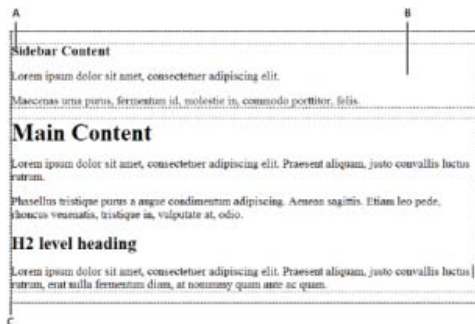 A
B
Sidebar Content
Lorem ipsum dolor sit amet, consectetuer adipiscing elit.
Maecenas urna purus, fermentum id, molestie in, commodo porttitor, felis.
Main Content
Lorem ipsum dolor sit amet, consectetuer adipiscing elit. Praesent aliquam, justo convallis luctus
rutrum.
Phasellus tristique purus a augue condimentum adipiscing. Aenean sagittis. Etiam leo pede,
rhoncus venenatis, tristique in, vulputate at, odio.
H2 level heading
Lorem ipsum dolor sit amet, consectetuer adipiscing elit. Praesent aliquam, justo convallis luctus
rutrum, erat nulla fermentum diam, at nonummy quam ante ac quam.
C